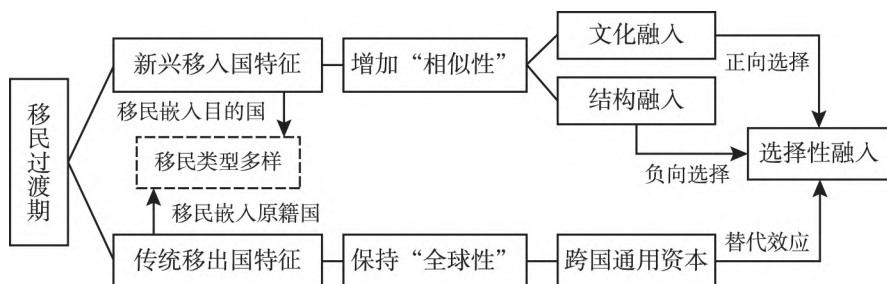 移民过渡期
新兴移入国特征
增加“相似性”
文化融入
正向选择
结构融入
移民嵌入目的国
移民类型多样
负向选择
选择性融入
移民嵌入原籍国
传统移出国特征
保持“全球性”
跨国通用资本
替代效应